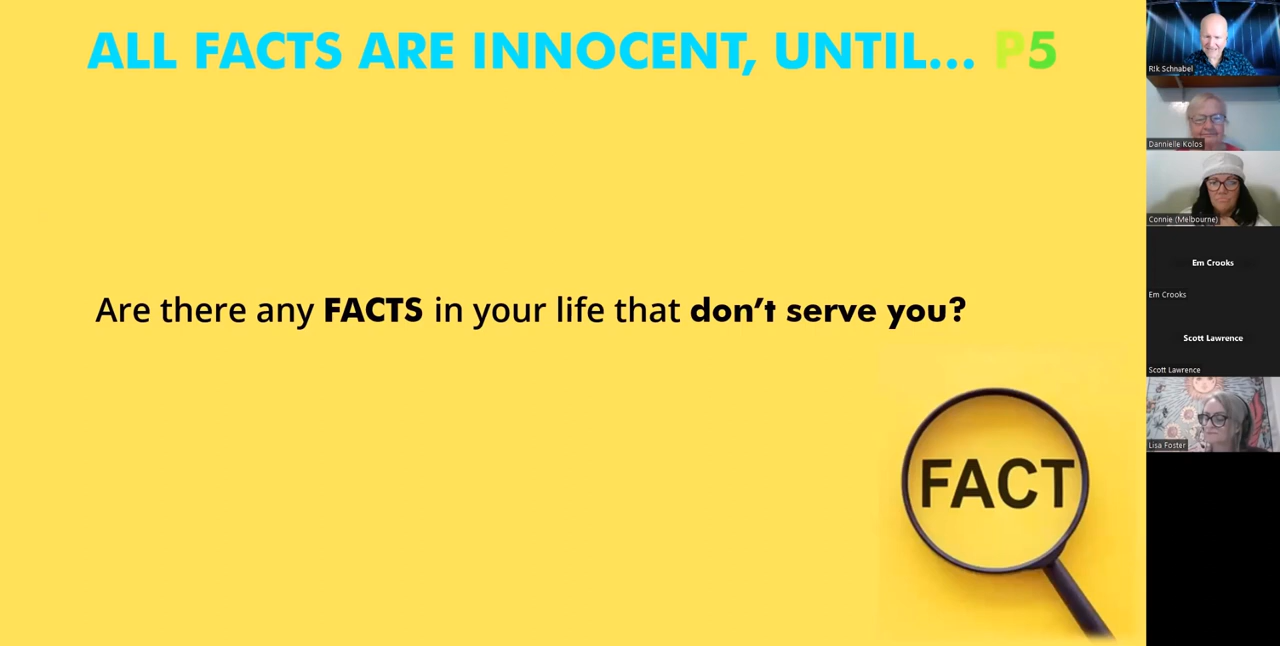 ALL FACTS ARE INNOCENT, UNTIL... P5
Are there any FACTS in your life that don’t serve you?
FACT
RIk Schnabel
Dannielle Kolos
Connie (Melbourne)
Em Crooks
Em Crooks
Scott Lawrence
Scott Lawrence
Lisa Foster